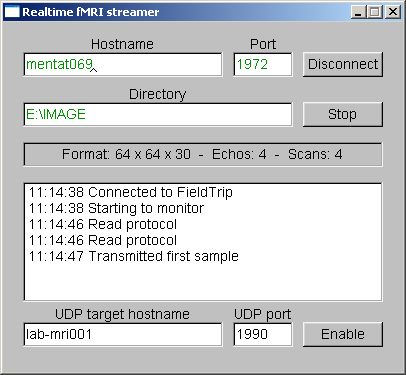 Realtime fMRI streamer
Hostname Port
mentat069 1972 Disconnect
Directory
E:\IMAGE Stop
Format: 64 x 64 x 30 - Echos: 4 - Scans: 4
11:14:38 Connected to FieldTrip
11:14:38 Starting to monitor
11:14:46 Read protocol
11:14:46 Read protocol
11:14:47 Transmitted first sample
UDP target hostname UDP port
lab-mri001 1990 Enable